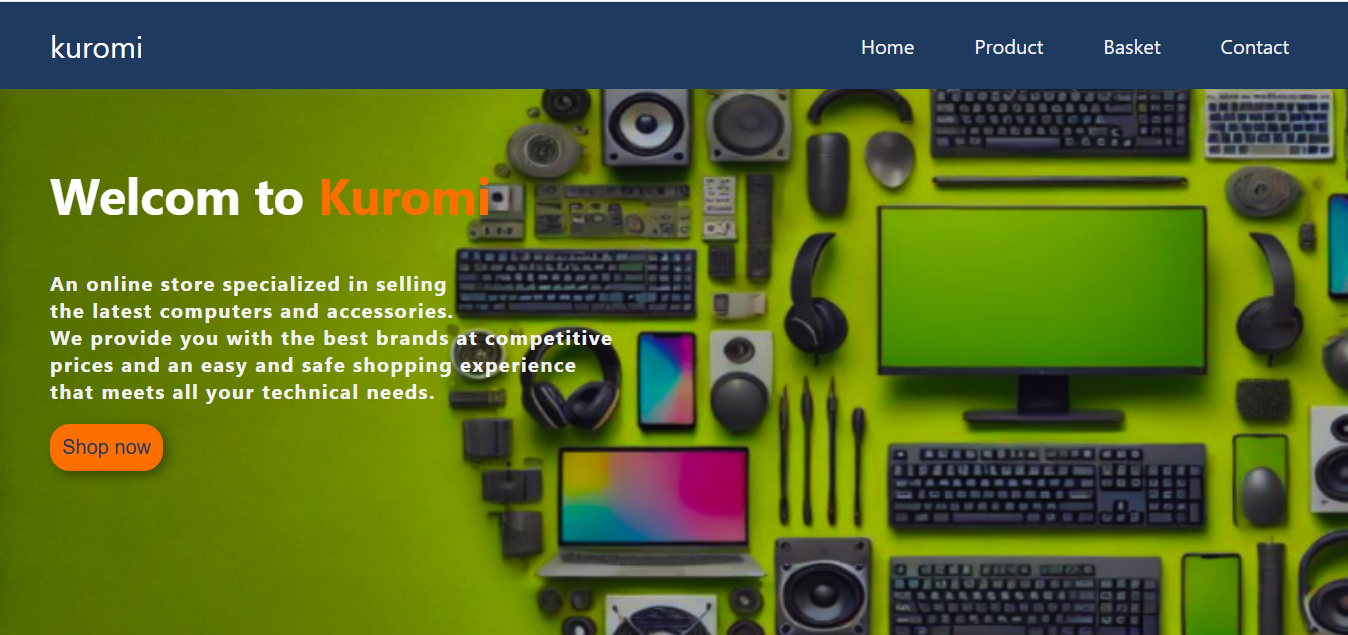 kuromi
Home Product Basket Contact
Welcom to Kuromi
An online store specialized in selling
the latest computers and accessories.
We provide you with the best brands at competitive
prices and an easy and safe shopping experience
that meets all your technical needs.
Shop now